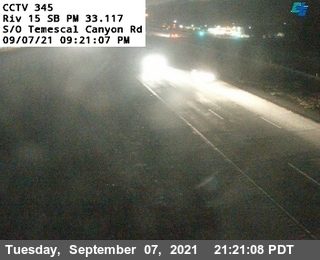 CCTV 345
Riv 15 SB PM 33.117
S/O Temescal Canyon Rd
09/07/21 09:21:07 PM
Tuesday, September 07, 2021 21:21:08 PDT